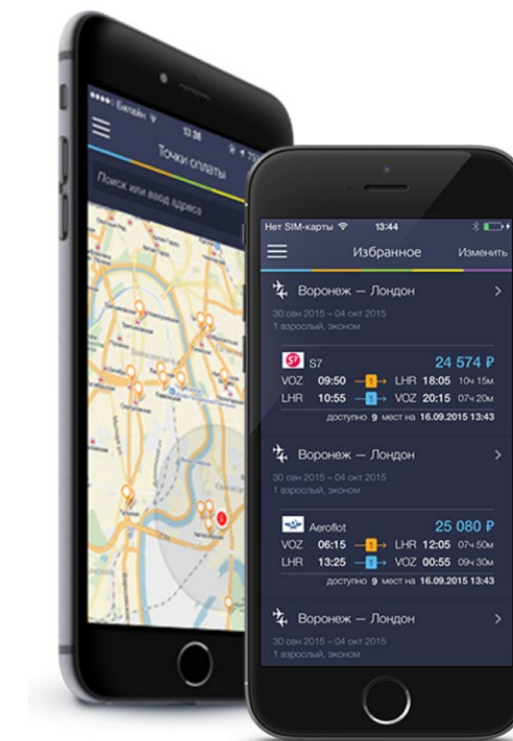 Билайн
13:38
Точки оплаты
Поиск или ввод адреса
Нет SIM-карты 13:44
Избранное Изменить
Воронеж — Лондон
30 сен 2015 – 04 окт 2015
1 взрослый, эконом
S7 24 574 ₽
VOZ 09:50 1 LHR 18:05 10ч 15м
LHR 10:55 1 VOZ 20:15 07ч 20м
доступно 9 мест на 16.09.2015 13:43
Воронеж — Лондон
30 сен 2015 – 04 окт 2015
1 взрослый, эконом
Aeroflot 25 080 ₽
VOZ 06:15 1 LHR 12:05 07ч 50м
LHR 13:25 1 VOZ 00:55 09ч 30м
доступно 9 мест на 16.09.2015 13:43
Воронеж — Лондон
30 сен 2015 – 04 окт 2015
1 взрослый, эконом